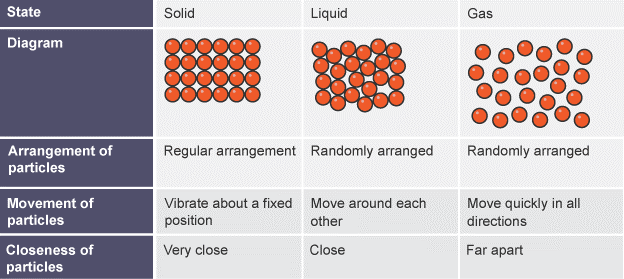 State Solid Liquid Gas
Diagram
Arrangement of Regular arrangement Randomly arranged Randomly arranged
particles
Movement of Vibrate about a fixed Move around each Move quickly in all
particles position other directions
Closeness of Very close Close Far apart
particles